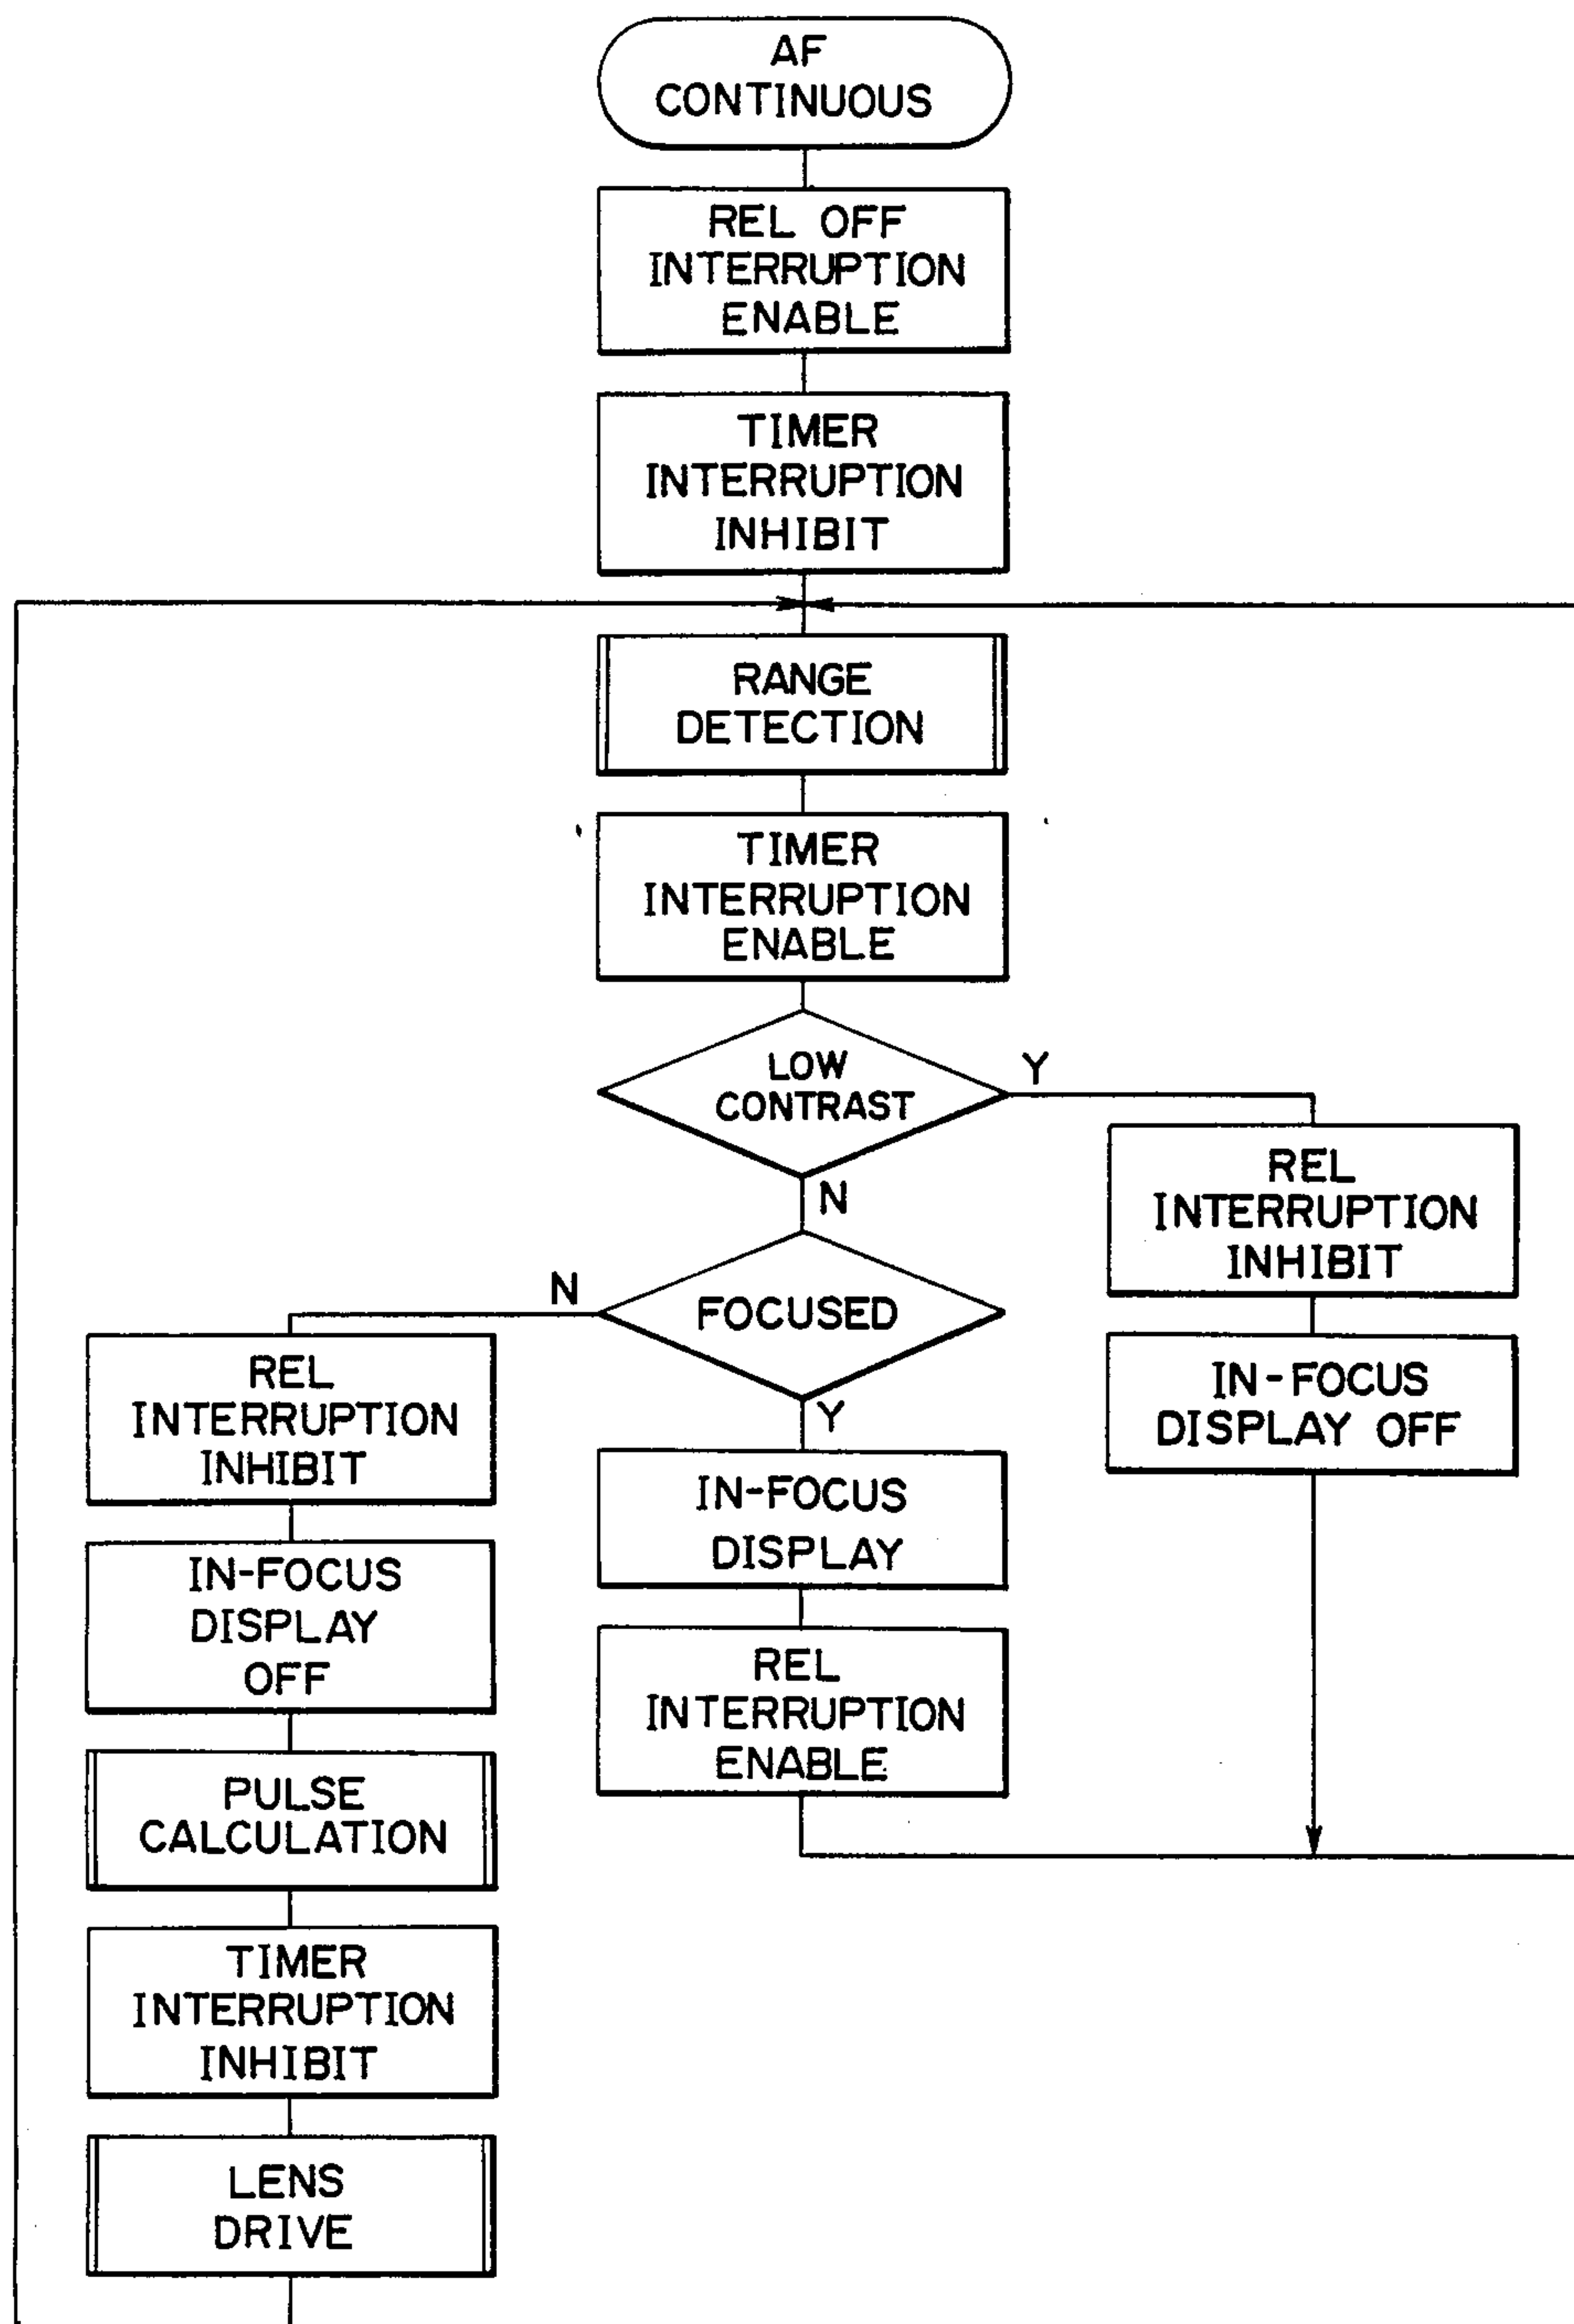 AF
CONTINUOUS
REL OFF
INTERRUPTION
ENABLE
TIMER
INTERRUPTION
INHIBIT
RANGE
DETECTION
TIMER
INTERRUPTION
ENABLE
LOW
CONTRAST
Y
N
REL
INTERRUPTION
INHIBIT
IN-FOCUS
DISPLAY OFF
FOCUSED
N
Y
REL
INTERRUPTION
INHIBIT
IN-FOCUS
DISPLAY
OFF
PULSE
CALCULATION
TIMER
INTERRUPTION
INHIBIT
LENS
DRIVE
IN-FOCUS
DISPLAY
REL
INTERRUPTION
ENABLE